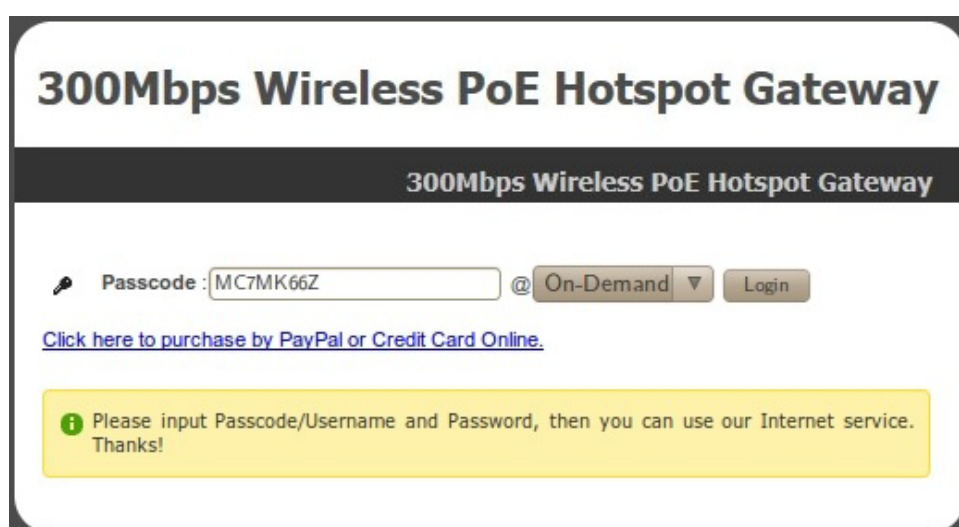 300Mbps Wireless PoE Hotspot Gateway
300Mbps Wireless PoE Hotspot Gateway
Passcode : MC7MK66Z @ On-Demand Login
Click here to purchase by PayPal or Credit Card Online.
Please input Passcode/Username and Password, then you can use our Internet service.
Thanks!